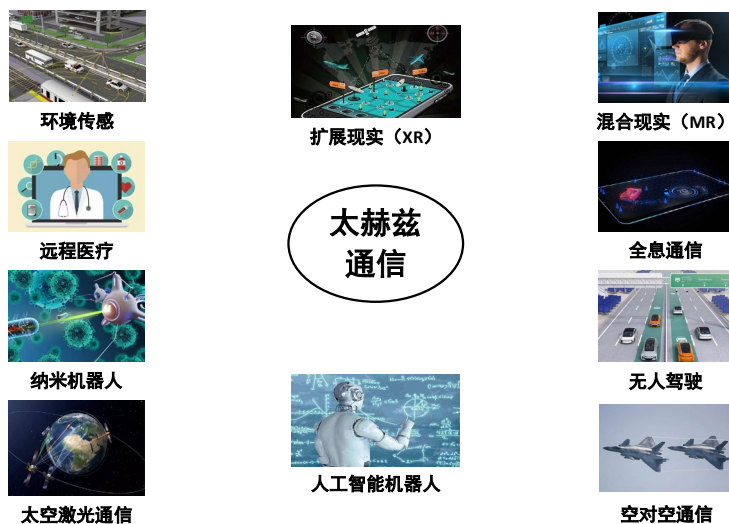 环境传感
扩展现实（XR）
混合现实（MR）
远程医疗
太赫兹
通信
全息通信
纳米机器人
无人驾驶
人工智能机器人
太空激光通信
空对空通信